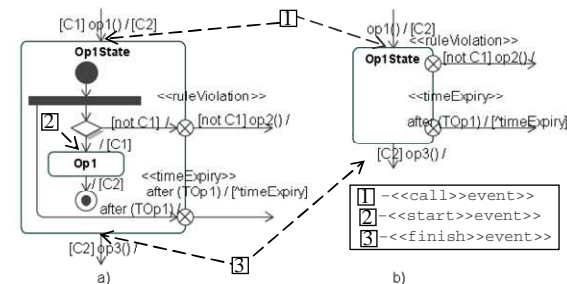 [C1] op1() / [C2]
1
op1() / [C2]
Op1State
<<ruleViolation>>
[not C1] op2() /
Op1State
<<ruleViolation>>
[not C1] /
[not C1] op2() /
2
/ [C1]
Op1
<<timeExpiry>>
after (TOp1) / [^timeExpiry]
/ [C2]
<<timeExpiry>>
after (TOp1) / [^timeExpiry]
after (TOp1) /
[C2] op3() /
[C2] op3() /
3
1 -<<call>>event>>
2 -<<start>>event>>
3 -<<finish>>event>>
a)
b)